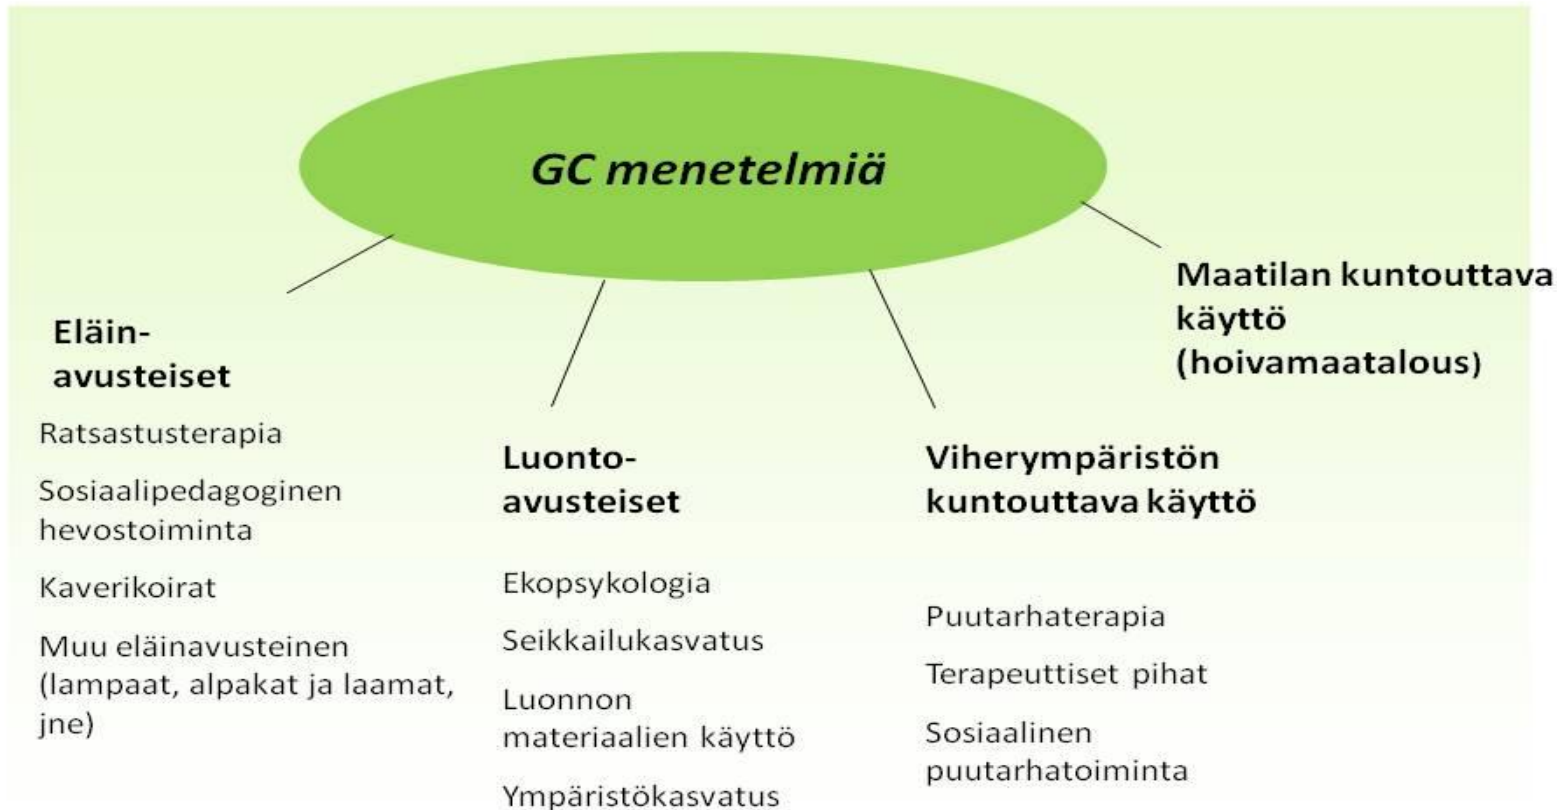 GC menetelmiä
Eläin-
avusteiset
Ratsastusterapia
Sosiaalipedagoginen
hevostoiminta
Kaverikoirat
Muu eläinavusteinen
(lampaat, alpakat ja laamat,
jne)
Luonto-
avusteiset
Ekopsykologia
Seikkailukasvatus
Luonnon
materiaalien käyttö
Ympäristökasvatus
Viherympäristön
kuntouttava käyttö
Puutarhaterapia
Terapeuttiset pihat
Sosiaalinen
puutarhatoiminta
Maatilan kuntouttava
käyttö
(hoivamaatalous)